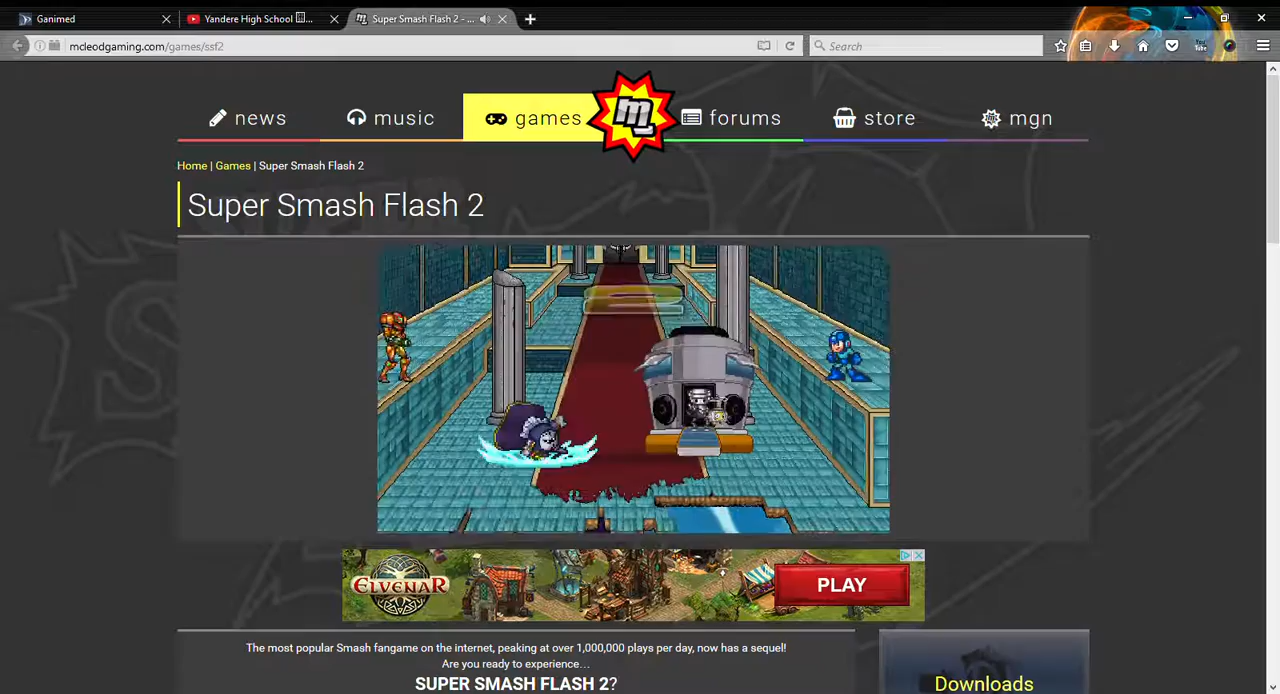 Ganimed
Yandere High School
Super Smash Flash 2 - ...
mcleodgaming.com/games/ssf2
Search
You
Tube
news
music
games
m
forums
store
mgn
Home | Games | Super Smash Flash 2
Super Smash Flash 2
ELVENAR
PLAY
The most popular Smash fangame on the internet, peaking at over 1,000,000 plays per day, now has a sequel!
Are you ready to experience…
SUPER SMASH FLASH 2?
Downloads